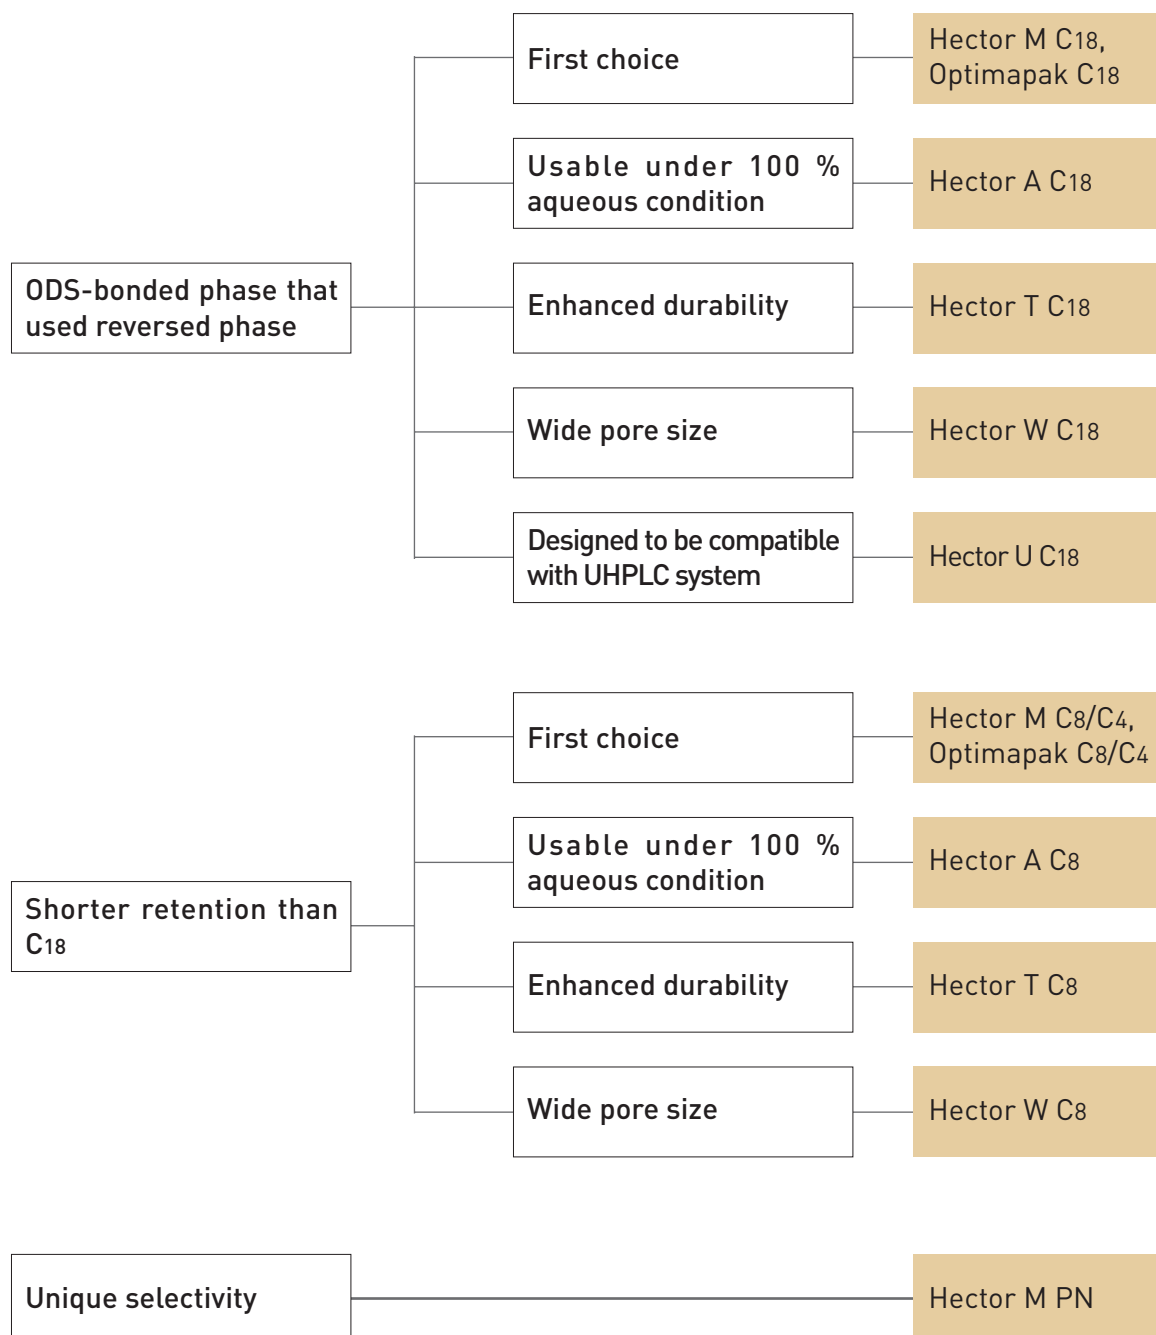 ODS-bonded phase that
used reversed phase
First choice
Hector M C18,
Optimapak C18
Usable under 100 %
aqueous condition
Hector A C18
Enhanced durability
Hector T C18
Wide pore size
Hector W C18
Designed to be compatible
with UHPLC system
Hector U C18
Shorter retention than
C18
First choice
Hector M C8/C4,
Optimapak C8/C4
Usable under 100 %
aqueous condition
Hector A C8
Enhanced durability
Hector T C8
Wide pore size
Hector W C8
Unique selectivity
Hector M PN